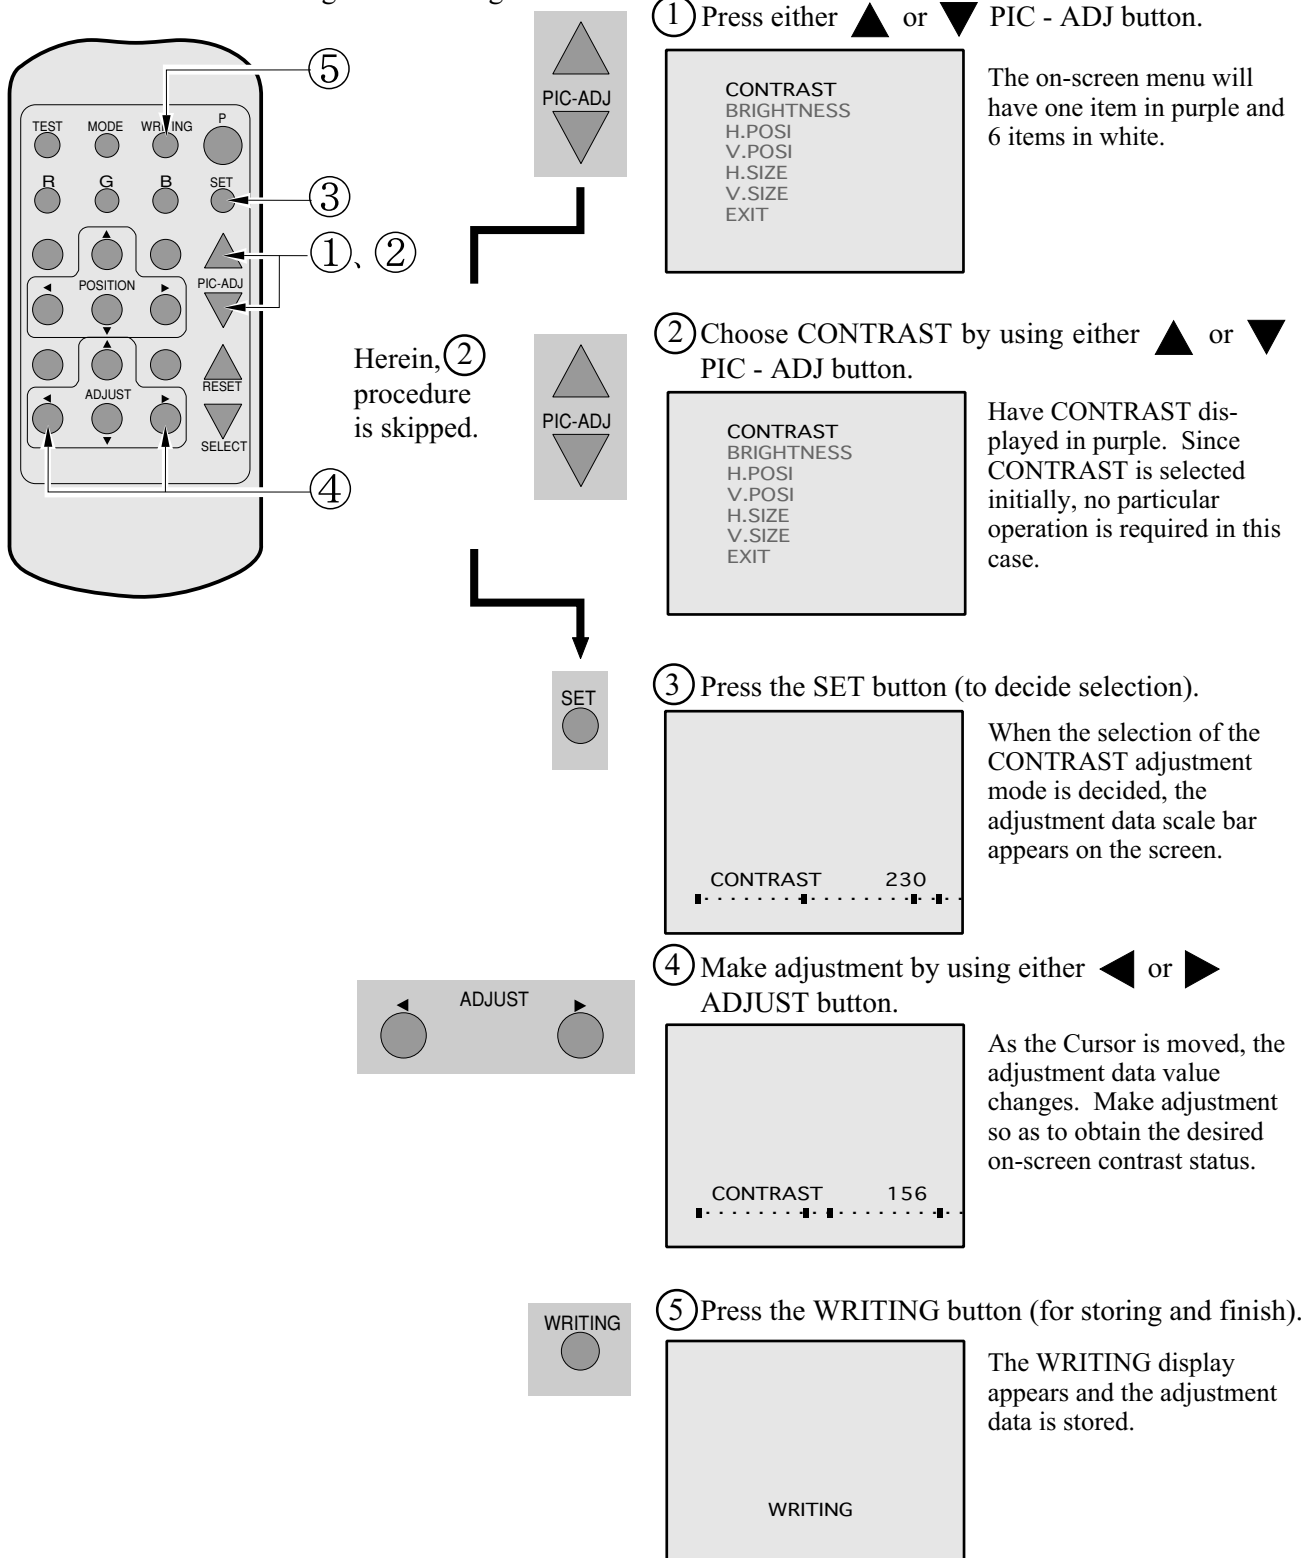 ① Press either ▲ or ▼ PIC - ADJ button.
⑤
TEST MODE WRITING P
R G B SET
③
①、②
POSITION
PIC-ADJ
RESET
ADJUST
SELECT
④
PIC-ADJ
CONTRAST
BRIGHTNESS
H.POSI
V.POSI
H.SIZE
V.SIZE
EXIT
The on-screen menu will
have one item in purple and
6 items in white.
Herein, ②
procedure
is skipped.
② Choose CONTRAST by using either ▲ or ▼
PIC - ADJ button.
PIC-ADJ
CONTRAST
BRIGHTNESS
H.POSI
V.POSI
H.SIZE
V.SIZE
EXIT
Have CONTRAST dis-
played in purple. Since
CONTRAST is selected
initially, no particular
operation is required in this
case.
③ Press the SET button (to decide selection).
SET
When the selection of the
CONTRAST adjustment
mode is decided, the
adjustment data scale bar
appears on the screen.
CONTRAST 230
④ Make adjustment by using either ◀ or ▶
ADJUST button.
ADJUST
As the Cursor is moved, the
adjustment data value
changes. Make adjustment
so as to obtain the desired
on-screen contrast status.
CONTRAST 156
⑤ Press the WRITING button (for storing and finish).
WRITING
The WRITING display
appears and the adjustment
data is stored.
WRITING